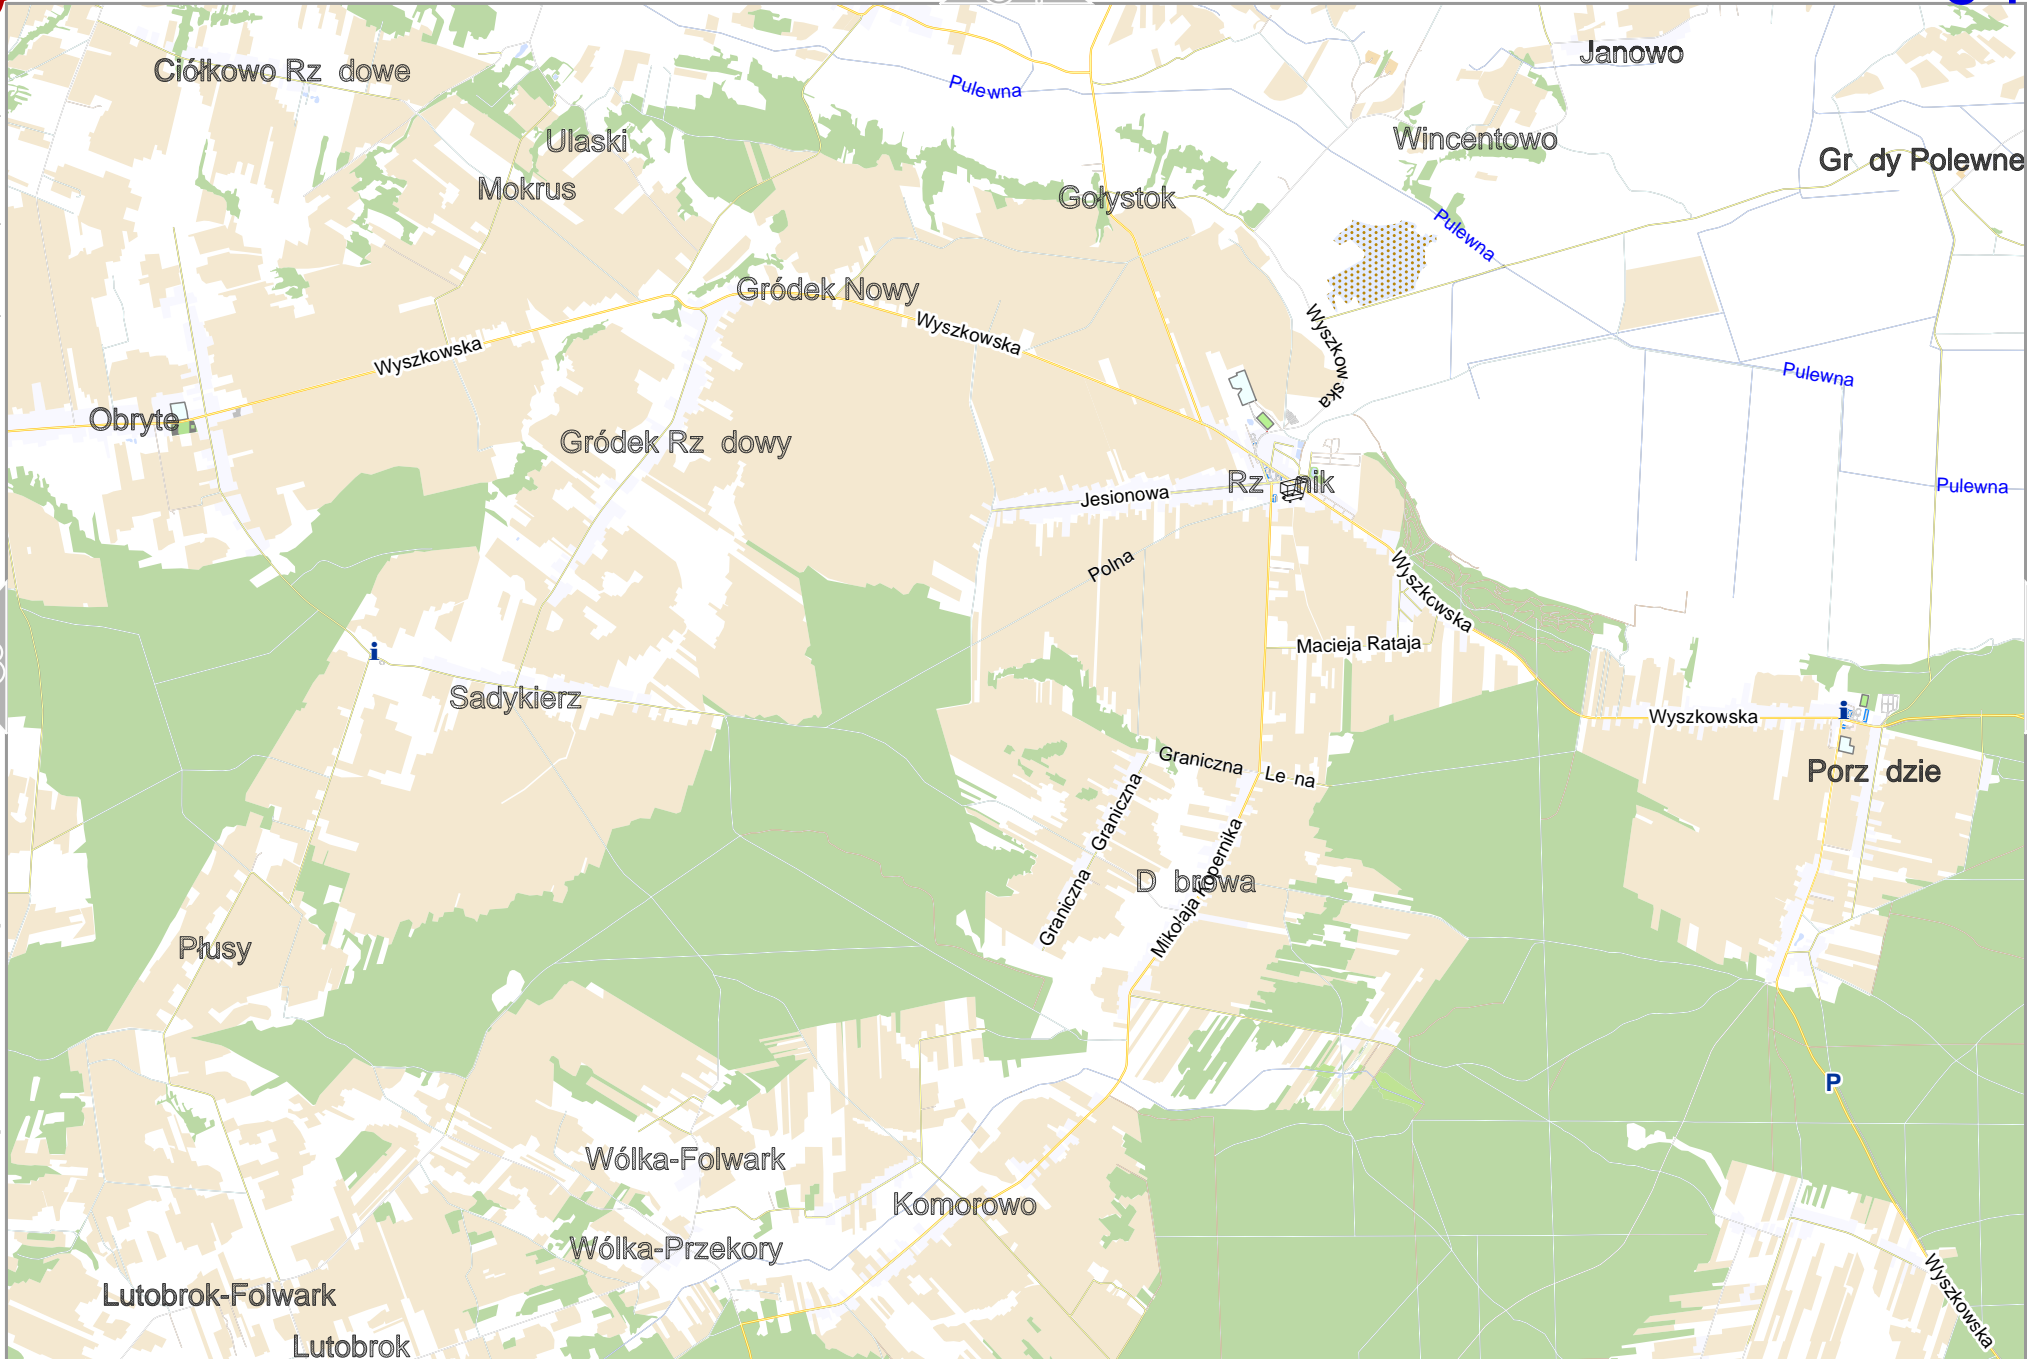 Janowo
Ciółkowo Rz dowe
Pulewna
Ulaski
Wincentowo
Gr dy Polewne
Mokrus
Gołystok
Pulewna
Gródek Nowy
Wyszkowska
Wyszkowska
Wyszkowska
Pulewna
Obryte
Gródek Rz dowy
Rz nik
Pulewna
Jesionowa
Polna
Wyszkowska
Macieja Rataja
i
Sadykierz
i
Wyszkowska
Graniczna
Le na
Porz dzie
Graniczna
Mikołaja Kopernika
D browa
Graniczna
Płusy
P
Wólka-Folwark
Komorowo
Wólka-Przekory
Lutobrok-Folwark
Wyszkowska
Lutobrok